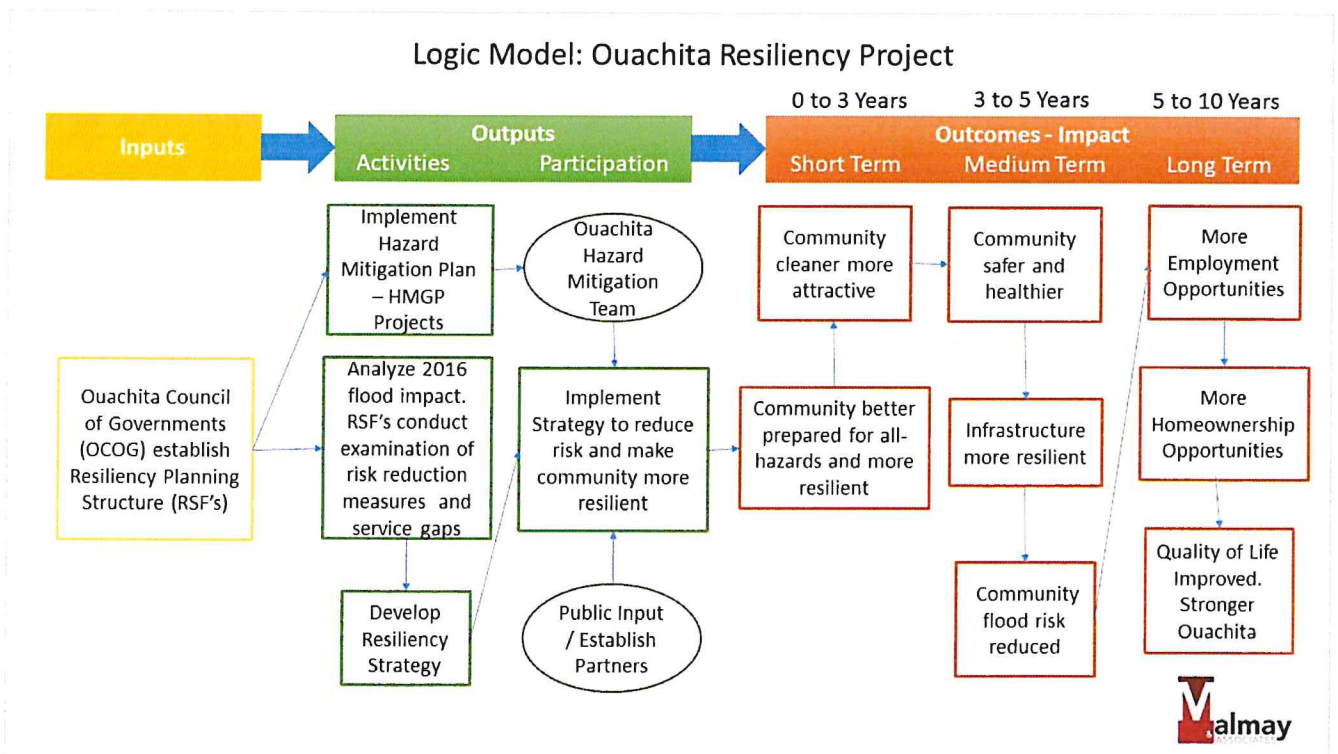 Logic Model: Ouachita Resiliency Project
0 to 3 Years
3 to 5 Years
5 to 10 Years
Inputs
Outputs
Activities
Participation
Outcomes - Impact
Short Term
Medium Term
Long Term
Ouachita Council
of Governments
(OCOG) establish
Resiliency Planning
Structure (RSF's)
Implement
Hazard
Mitigation Plan
– HMGP
Projects
Analyze 2016
flood impact.
RSF's conduct
examination of
risk reduction
measures and
service gaps
Develop
Resiliency
Strategy
Ouachita
Hazard
Mitigation
Team
Implement
Strategy to reduce
risk and make
community more
resilient
Public Input
/ Establish
Partners
Community
cleaner more
attractive
Community better
prepared for all-
hazards and more
resilient
Community
safer and
healthier
Infrastructure
more resilient
Community
flood risk
reduced
More
Employment
Opportunities
More
Homeownership
Opportunities
Quality of Life
Improved.
Stronger
Ouachita
Valmay
& ASSOCIATES